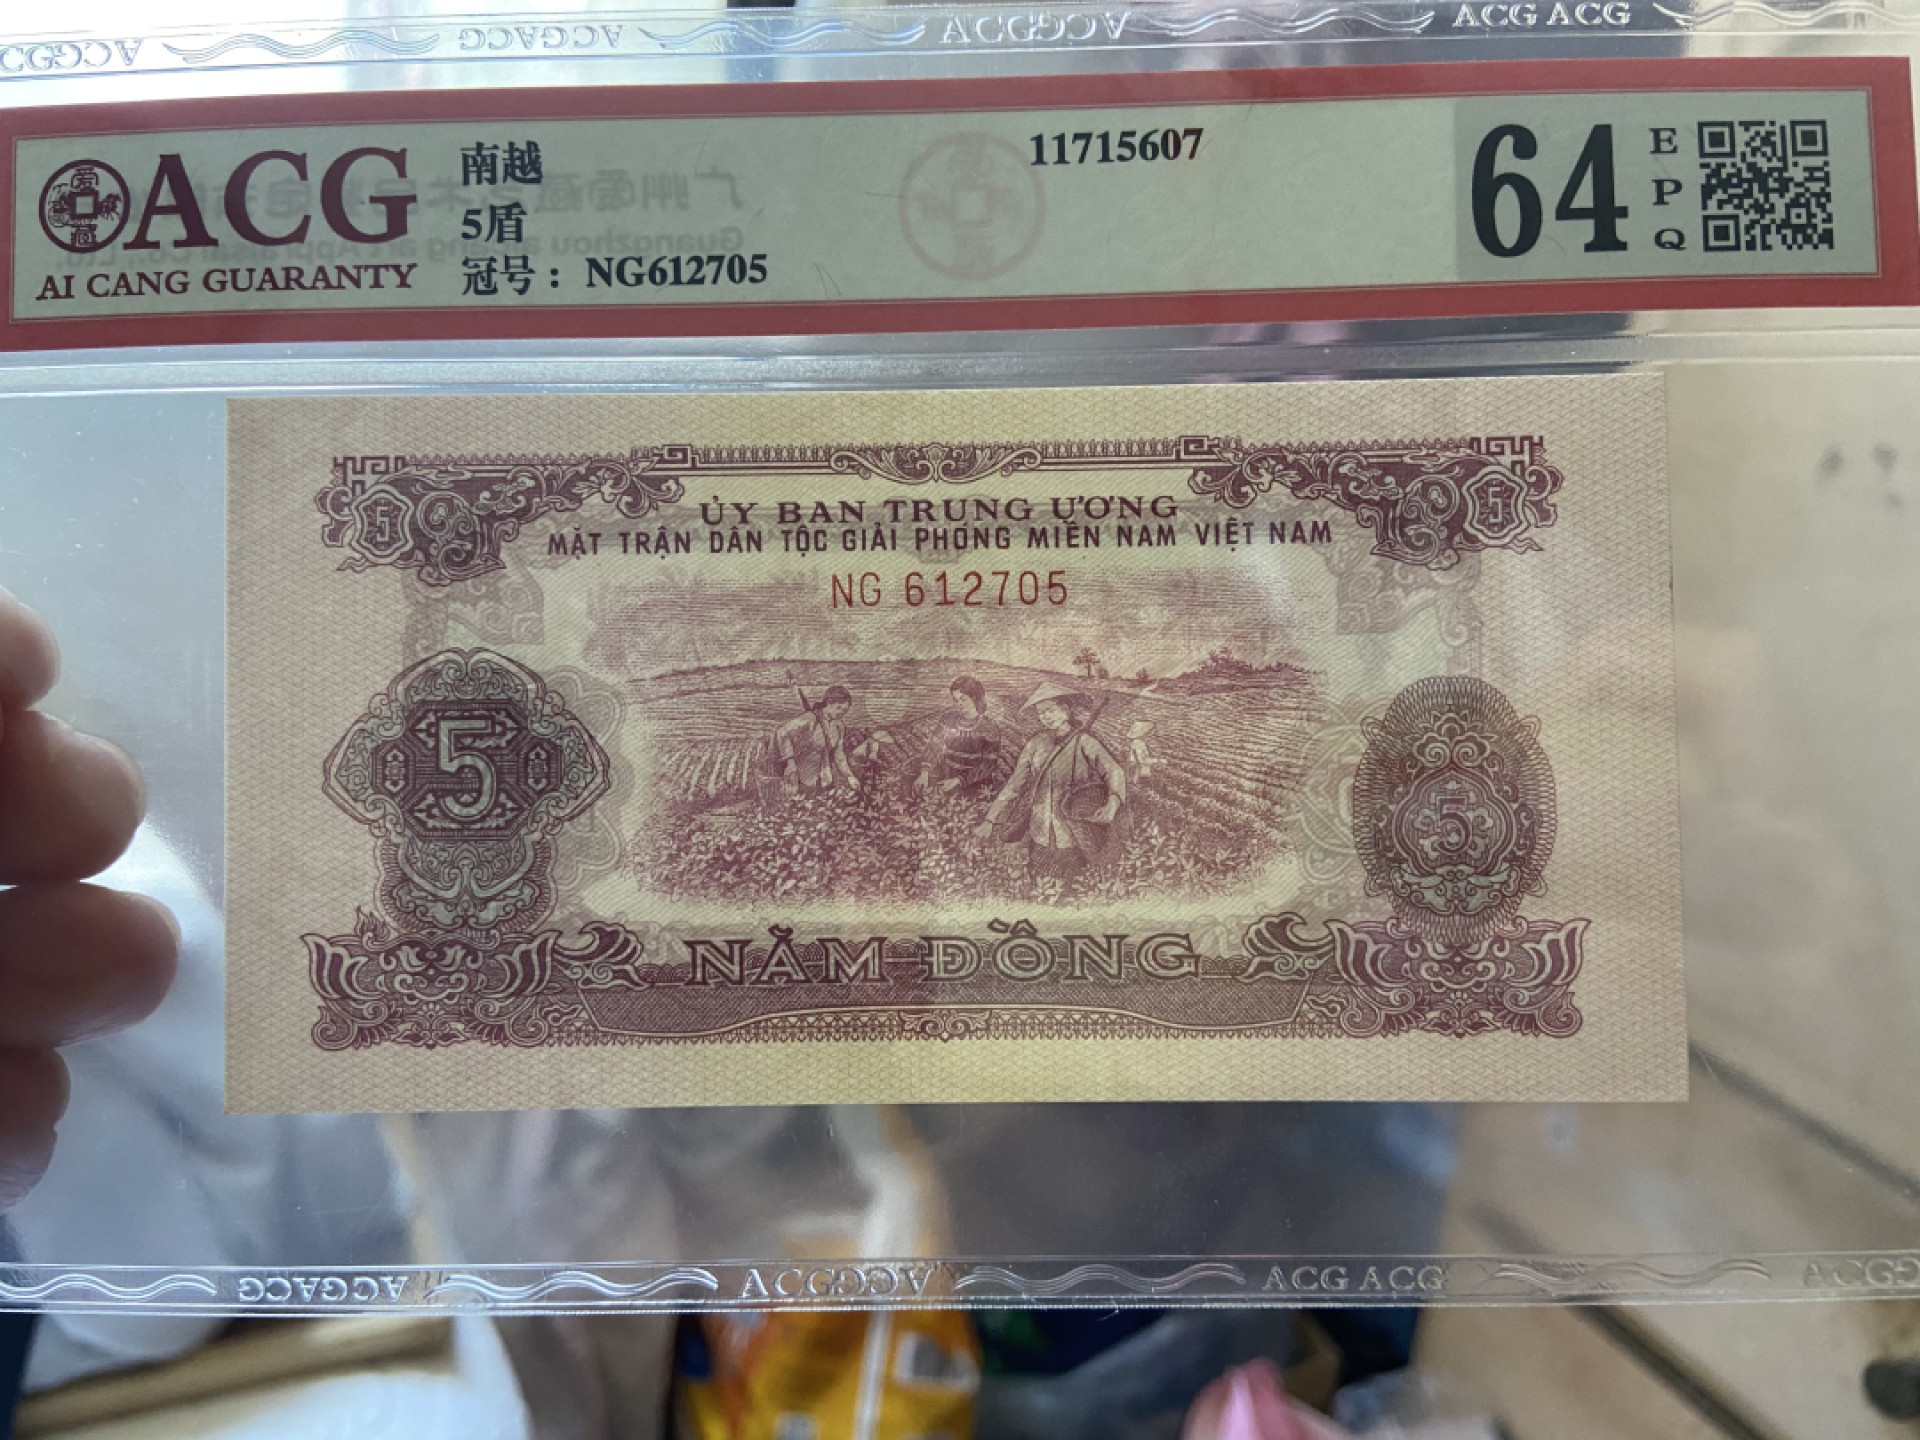 ACG ACG
ACG
AI CANG GUARANTY
南越
5盾
冠号： NG612705
11715607
64
E
P
Q
5
5
ỦY BAN TRUNG ƯƠNG
MẶT TRẬN DÂN TỘC GIẢI PHÓNG MIỀN NAM VIỆT NAM
NG 612705
5
5
NĂM ĐỒNG
ACG ACG